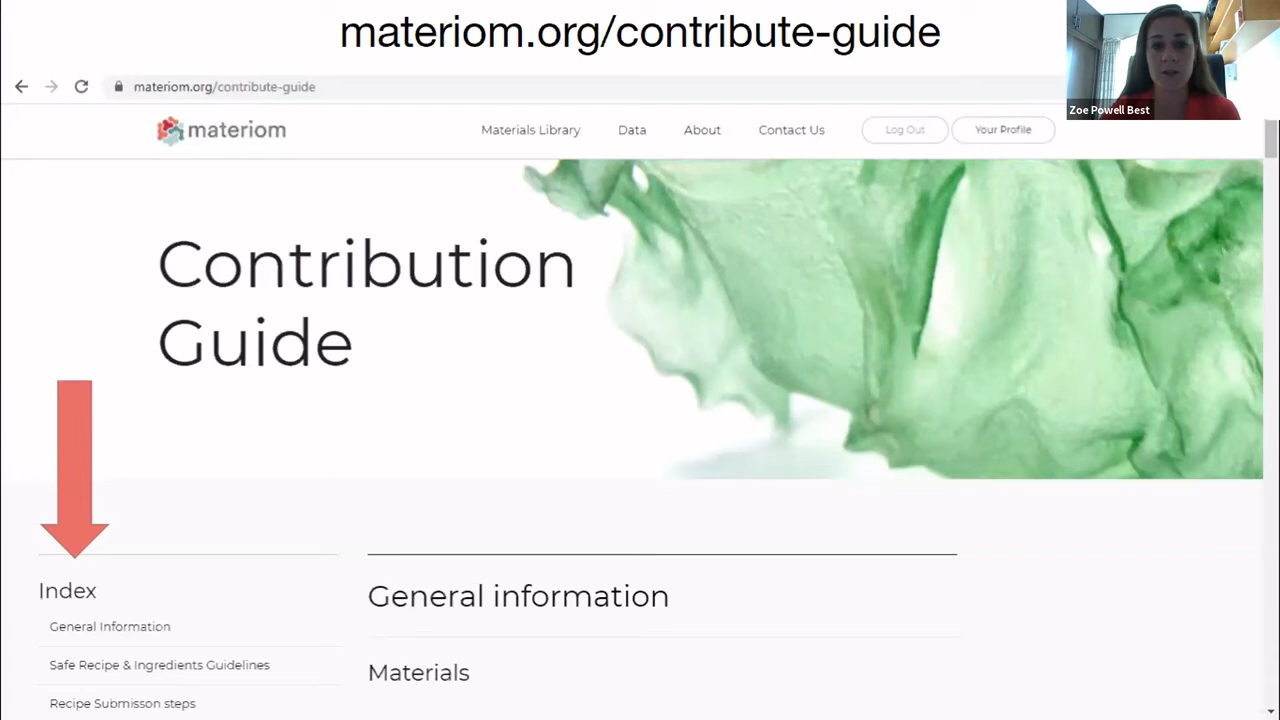 materiom.org/contribute-guide
Zoe Powell Best
materiom.org/contribute-guide
materiom
Materials Library
Data
About
Contact Us
Log Out
Your Profile
Contribution
Guide
Index
General Information
Safe Recipe & Ingredients Guidelines
Recipe Submisson steps
General information
Materials